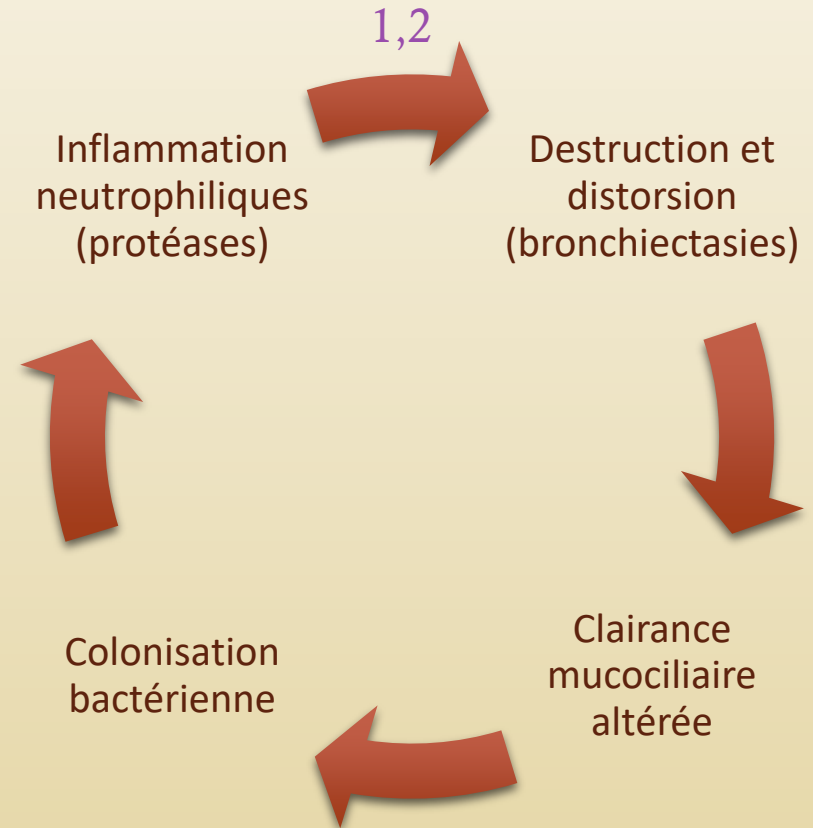 1,2
Inflammation
neutrophiliques
(protéases)
Destruction et
distorsion
(bronchiectasies)
Clairance
mucociliaire
altérée
Colonisation
bactérienne